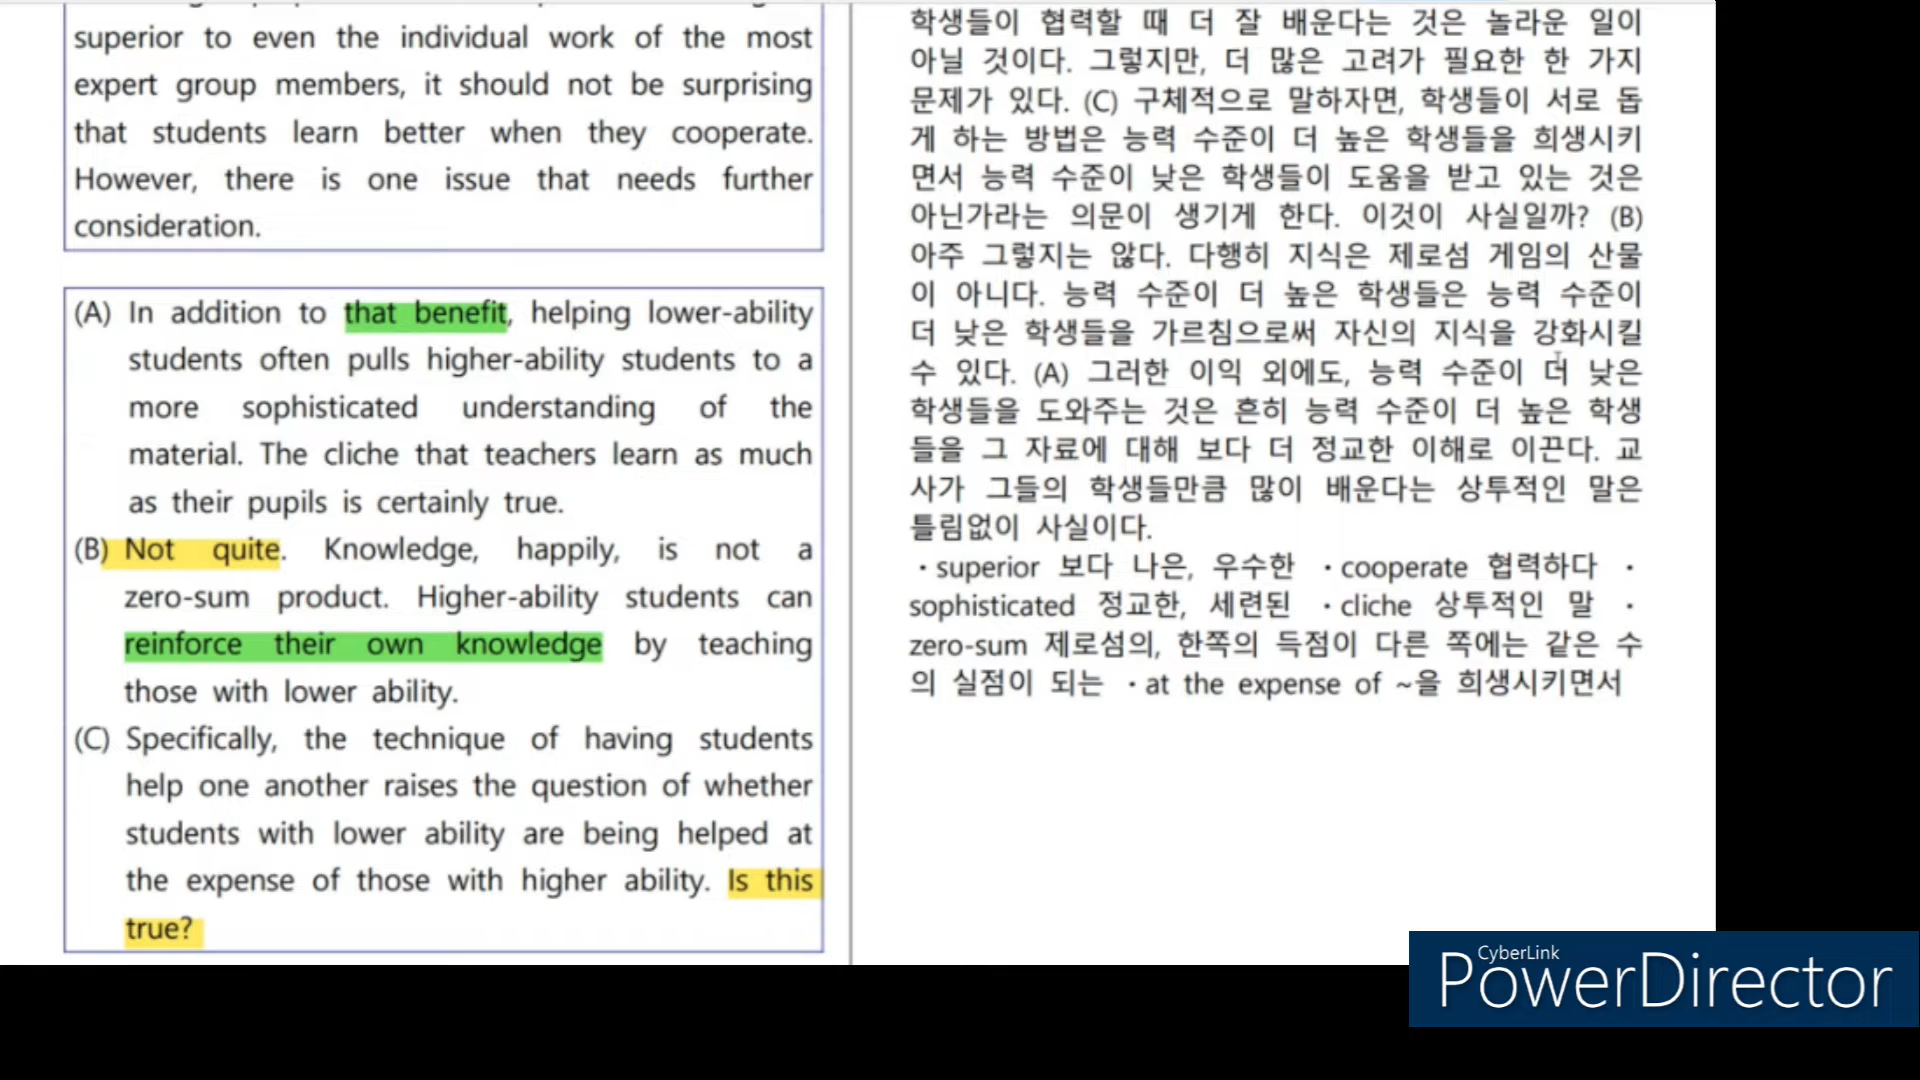 superior to even the individual work of the most
expert group members, it should not be surprising
that students learn better when they cooperate.
However, there is one issue that needs further
consideration.
(A) In addition to that benefit, helping lower-ability
students often pulls higher-ability students to a
more sophisticated understanding of the
material. The cliche that teachers learn as much
as their pupils is certainly true.
(B) Not quite. Knowledge, happily, is not a
zero-sum product. Higher-ability students can
reinforce their own knowledge by teaching
those with lower ability.
(C) Specifically, the technique of having students
help one another raises the question of whether
students with lower ability are being helped at
the expense of those with higher ability. Is this
true?
학생들이 협력할 때 더 잘 배운다는 것은 놀라운 일이
아닐 것이다. 그렇지만, 더 많은 고려가 필요한 한 가지
문제가 있다. (C) 구체적으로 말하자면, 학생들이 서로 돕
게 하는 방법은 능력 수준이 더 높은 학생들을 희생시키
면서 능력 수준이 낮은 학생들이 도움을 받고 있는 것은
아닌가라는 의문이 생기게 한다. 이것이 사실일까? (B)
아주 그렇지는 않다. 다행히 지식은 제로섬 게임의 산물
이 아니다. 능력 수준이 더 높은 학생들은 능력 수준이
더 낮은 학생들을 가르침으로써 자신의 지식을 강화시킬
수 있다. (A) 그러한 이익 외에도, 능력 수준이 더 낮은
학생들을 도와주는 것은 흔히 능력 수준이 더 높은 학생
들을 그 자료에 대해 보다 더 정교한 이해로 이끈다. 교
사가 그들의 학생들만큼 많이 배운다는 상투적인 말은
틀림없이 사실이다.
・superior 보다 나은, 우수한 ・cooperate 협력하다 ・
sophisticated 정교한, 세련된 ・cliche 상투적인 말 ・
zero-sum 제로섬의, 한쪽의 득점이 다른 쪽에는 같은 수
의 실점이 되는 ・at the expense of ~을 희생시키면서
CyberLink
PowerDirector